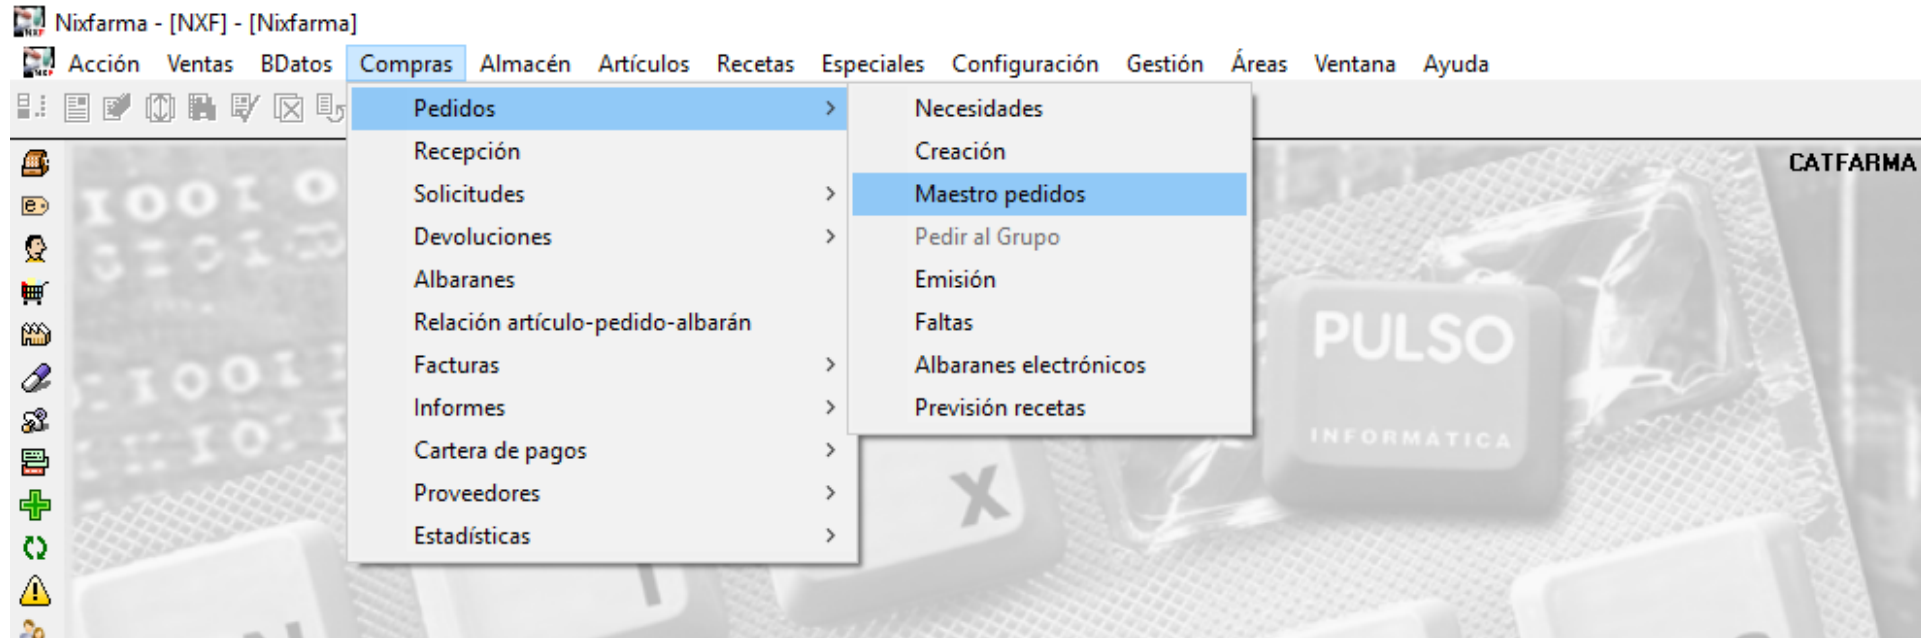 Nixfarma - [NXF] - [Nixfarma]
Acción Ventas BDatos Compras Almacén Artículos Recetas Especiales Configuración Gestión Áreas Ventana Ayuda
Pedidos
Recepción
Solicitudes
Devoluciones
Albaranes
Relación artículo-pedido-albarán
Facturas
Informes
Cartera de pagos
Proveedores
Estadísticas
Necesidades
Creación
Maestro pedidos
Pedir al Grupo
Emisión
Faltas
Albaranes electrónicos
Previsión recetas
CATFARMA
PULSO
INFORMÁTICA
X
I
N